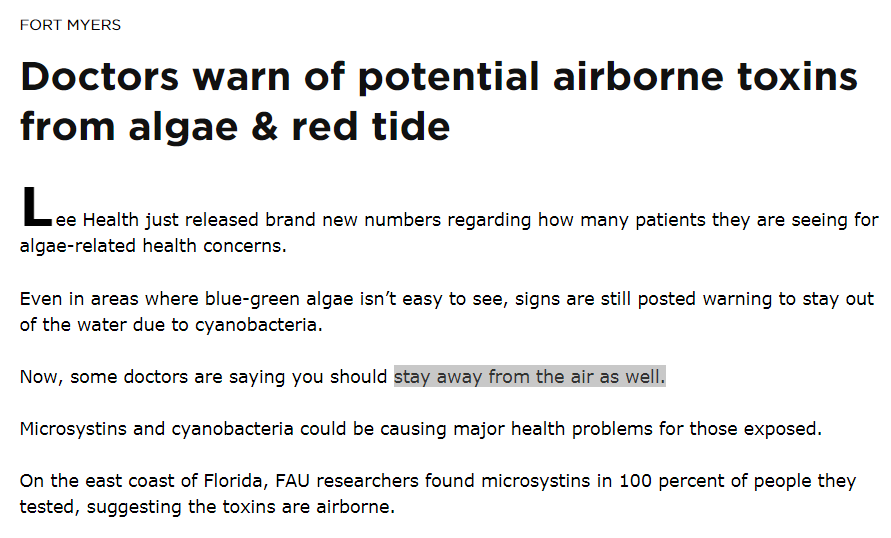 FORT MYERS
Doctors warn of potential airborne toxins
from algae & red tide
Lee Health just released brand new numbers regarding how many patients they are seeing for
algae-related health concerns.
Even in areas where blue-green algae isn’t easy to see, signs are still posted warning to stay out
of the water due to cyanobacteria.
Now, some doctors are saying you should stay away from the air as well.
Microsystins and cyanobacteria could be causing major health problems for those exposed.
On the east coast of Florida, FAU researchers found microsystins in 100 percent of people they
tested, suggesting the toxins are airborne.